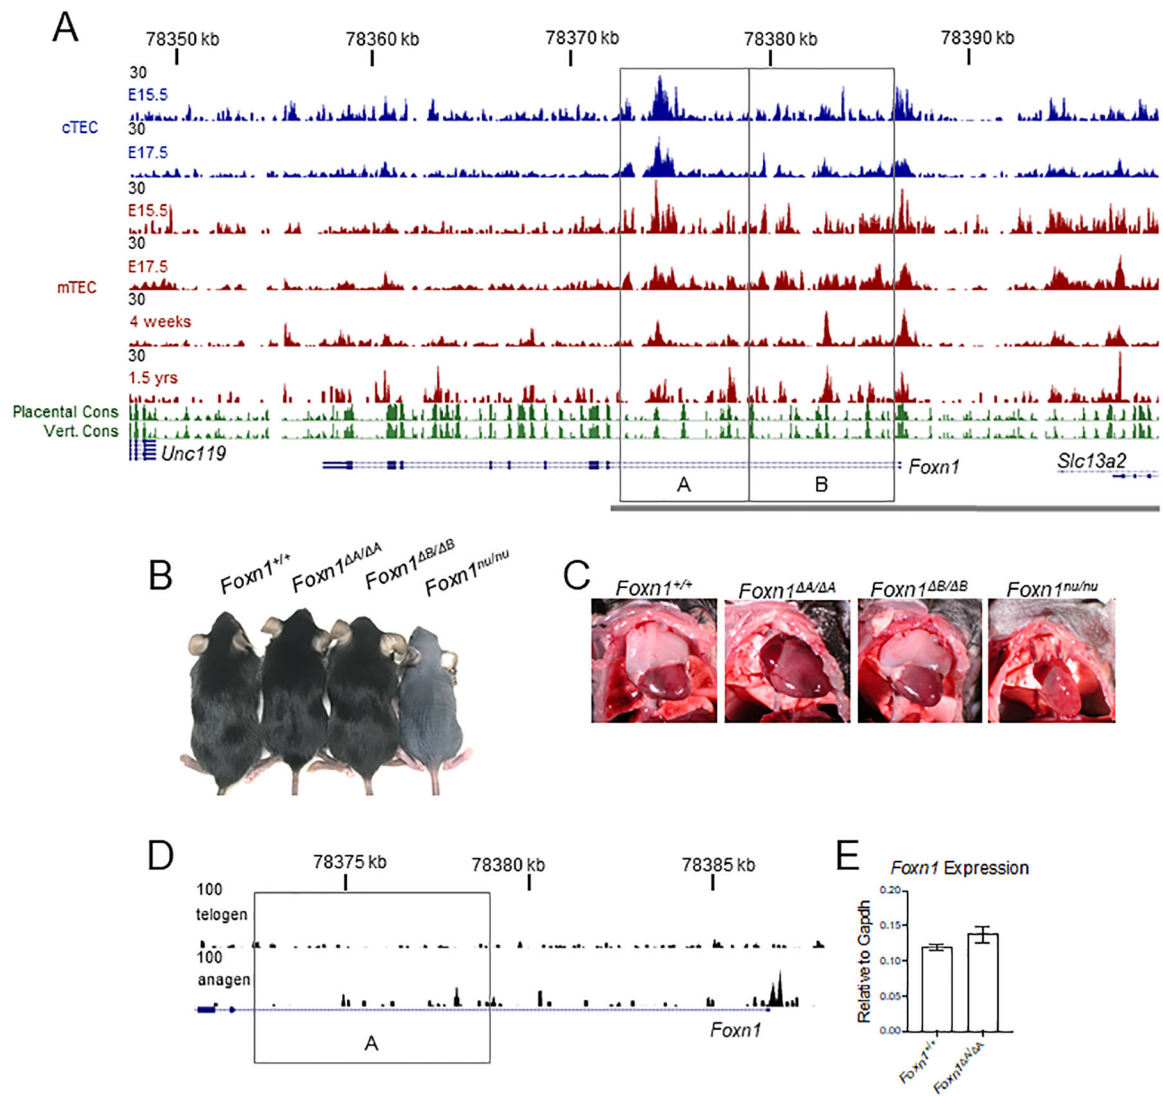 A
78350 kb 78360 kb 78370 kb 78380 kb 78390 kb
30
E15.5
cTEC
30
E17.5
30
E15.5
30
E17.5
mTEC
30
4 weeks
30
1.5 yrs
Placental Cons
Vert. Cons
Unc119
Foxn1
Slc13a2
A B
B
Foxn1+/+ Foxn1ΔA/ΔA Foxn1ΔB/ΔB Foxn1nu/nu
C
Foxn1+/+ Foxn1ΔA/ΔA Foxn1ΔB/ΔB Foxn1nu/nu
D
78375 kb 78380 kb 78385 kb
100
telogen
100
anagen
Foxn1
A
E
Foxn1 Expression
Relative to Gapdh
0.20
0.15
0.10
0.05
0.00
Foxn1+/+ Foxn1ΔA/ΔA